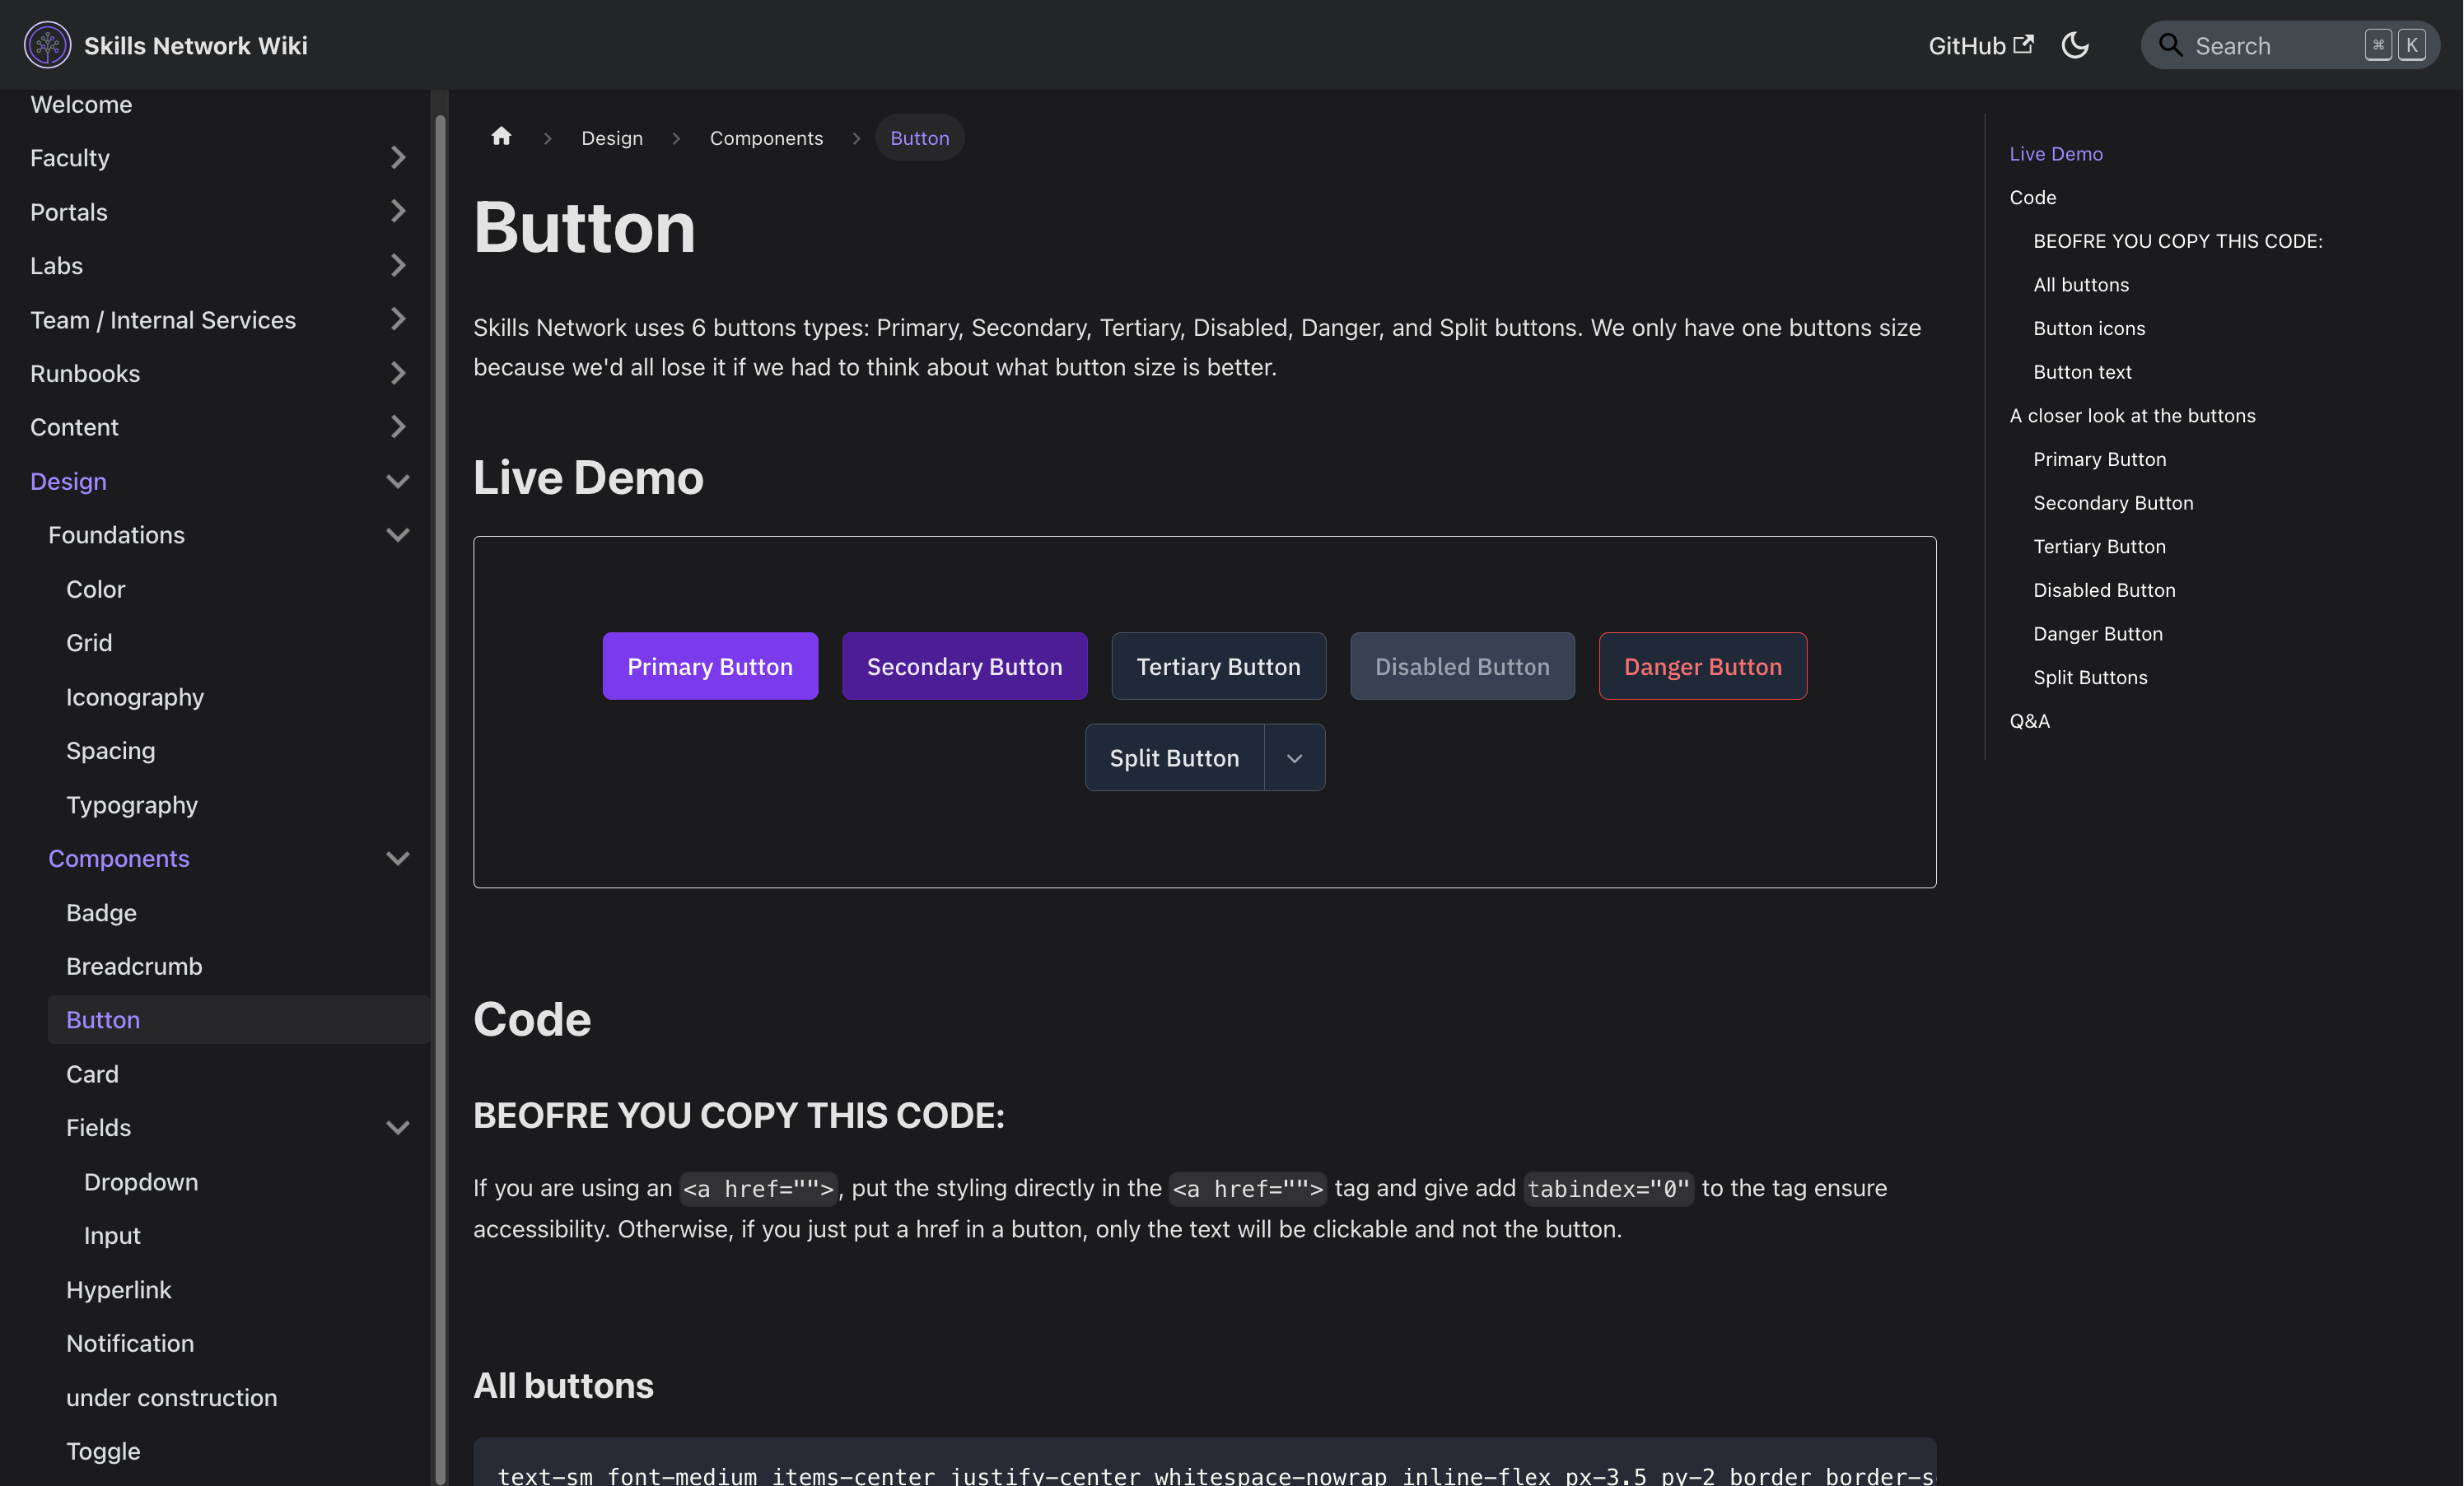 Skills Network Wiki
GitHub
Search
⌘ K
Welcome
Faculty
Portals
Labs
Team / Internal Services
Runbooks
Content
Design
Foundations
Color
Grid
Iconography
Spacing
Typography
Components
Badge
Breadcrumb
Button
Card
Fields
Dropdown
Input
Hyperlink
Notification
under construction
Toggle
Design
Components
Button
Button
Skills Network uses 6 buttons types: Primary, Secondary, Tertiary, Disabled, Danger, and Split buttons. We only have one buttons size
because we'd all lose it if we had to think about what button size is better.
Live Demo
Primary Button
Secondary Button
Tertiary Button
Disabled Button
Danger Button
Split Button
Code
BEOFRE YOU COPY THIS CODE:
If you are using an <a href="">, put the styling directly in the <a href=""> tag and give add tabindex="0" to the tag ensure
accessibility. Otherwise, if you just put a href in a button, only the text will be clickable and not the button.
All buttons
text-sm font-medium items-center justify-center whitespace-nowrap inline-flex px-3.5 py-2 border border-s
Live Demo
Code
BEOFRE YOU COPY THIS CODE:
All buttons
Button icons
Button text
A closer look at the buttons
Primary Button
Secondary Button
Tertiary Button
Disabled Button
Danger Button
Split Buttons
Q&A